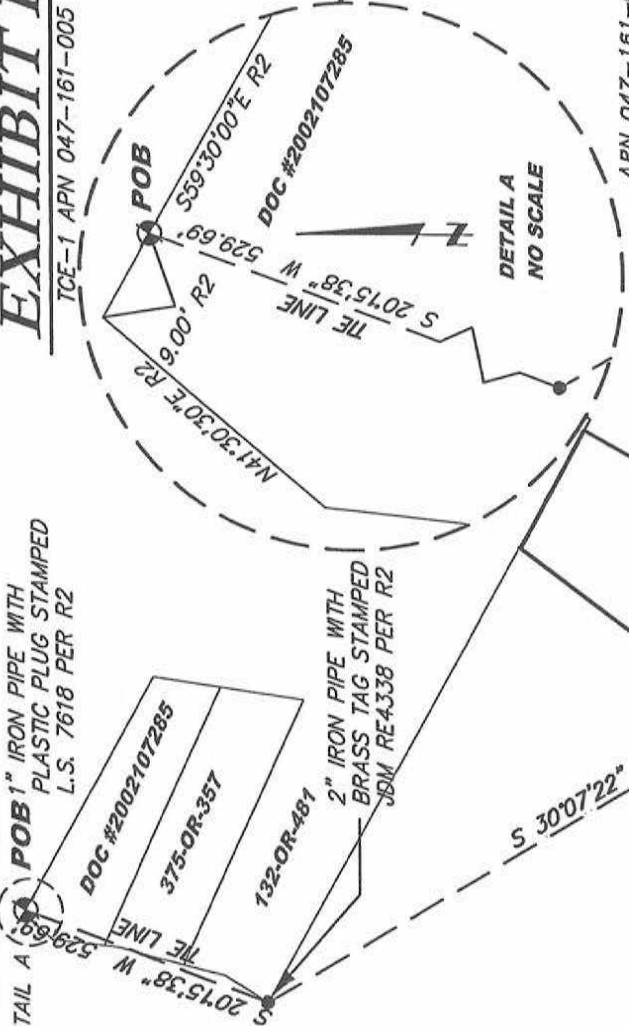 EXHIBIT
TCE-1 APN 047-161-005
TAIL A
POB
1" IRON PIPE WITH
PLASTIC PLUG STAMPED
L.S. 7618 PER R2
DOC #2002107285
375-OR-357
132-OR-481
529.69'
TIE LINE
S 20°15'38" W
2" IRON PIPE WITH
BRASS TAG STAMPED
JDM RE4338 PER R2
S 30°07'22"
POB
S59°30'00"E R2
DOC #2002107285
N41°30'30"E R2
9.00' R2
529.69'
S 20°15'38" W
TIE LINE
N
DETAIL A
NO SCALE
APN 047-161-